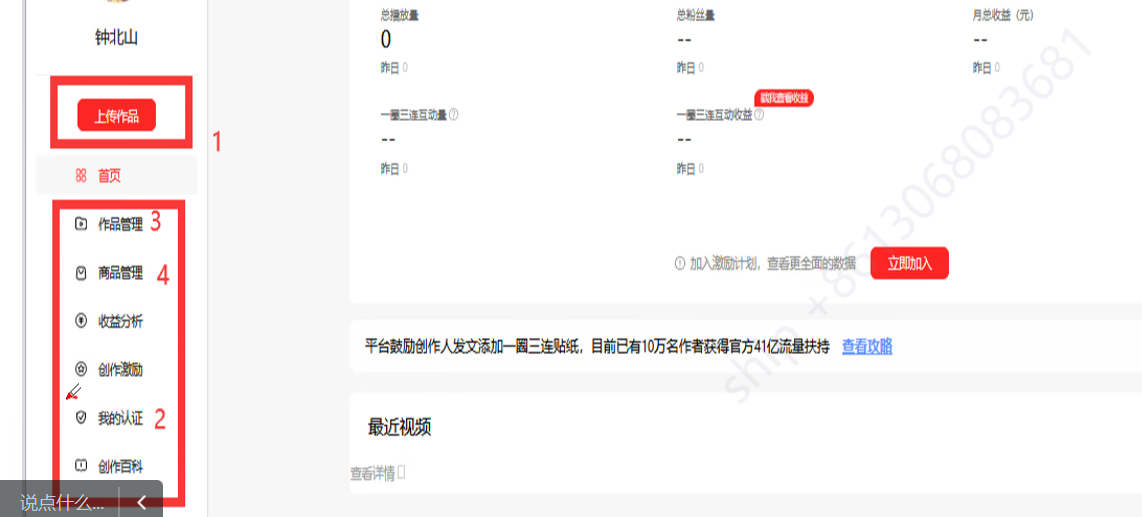 钟北山
上传作品
1
首页
作品管理 3
商品管理 4
收益分析
创作激励
我的认证 2
创作百科
说点什么...
总播放量
0
昨日 0
总粉丝量
--
昨日 0
月总收益（元）
--
昨日 0
一圈三连互动量
--
昨日 0
戳我查看收益
一圈三连互动收益
--
昨日 0
加入激励计划，查看更全面的数据
立即加入
平台鼓励创作人发文添加一圈三连贴纸，目前已有10万名作者获得官方41亿流量扶持 查看攻略
最近视频
查看详情
ship +8613068083681